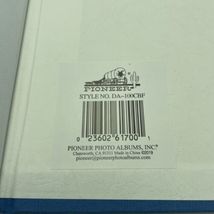 PIONEER
STYLE NO. DA-100CBF
0 23602 61700 1
PIONEER PHOTO ALBUMS, INC.
Chatsworth, CA 91311 Made in China ©2019
pioneer@pioneerphotoalbums.com